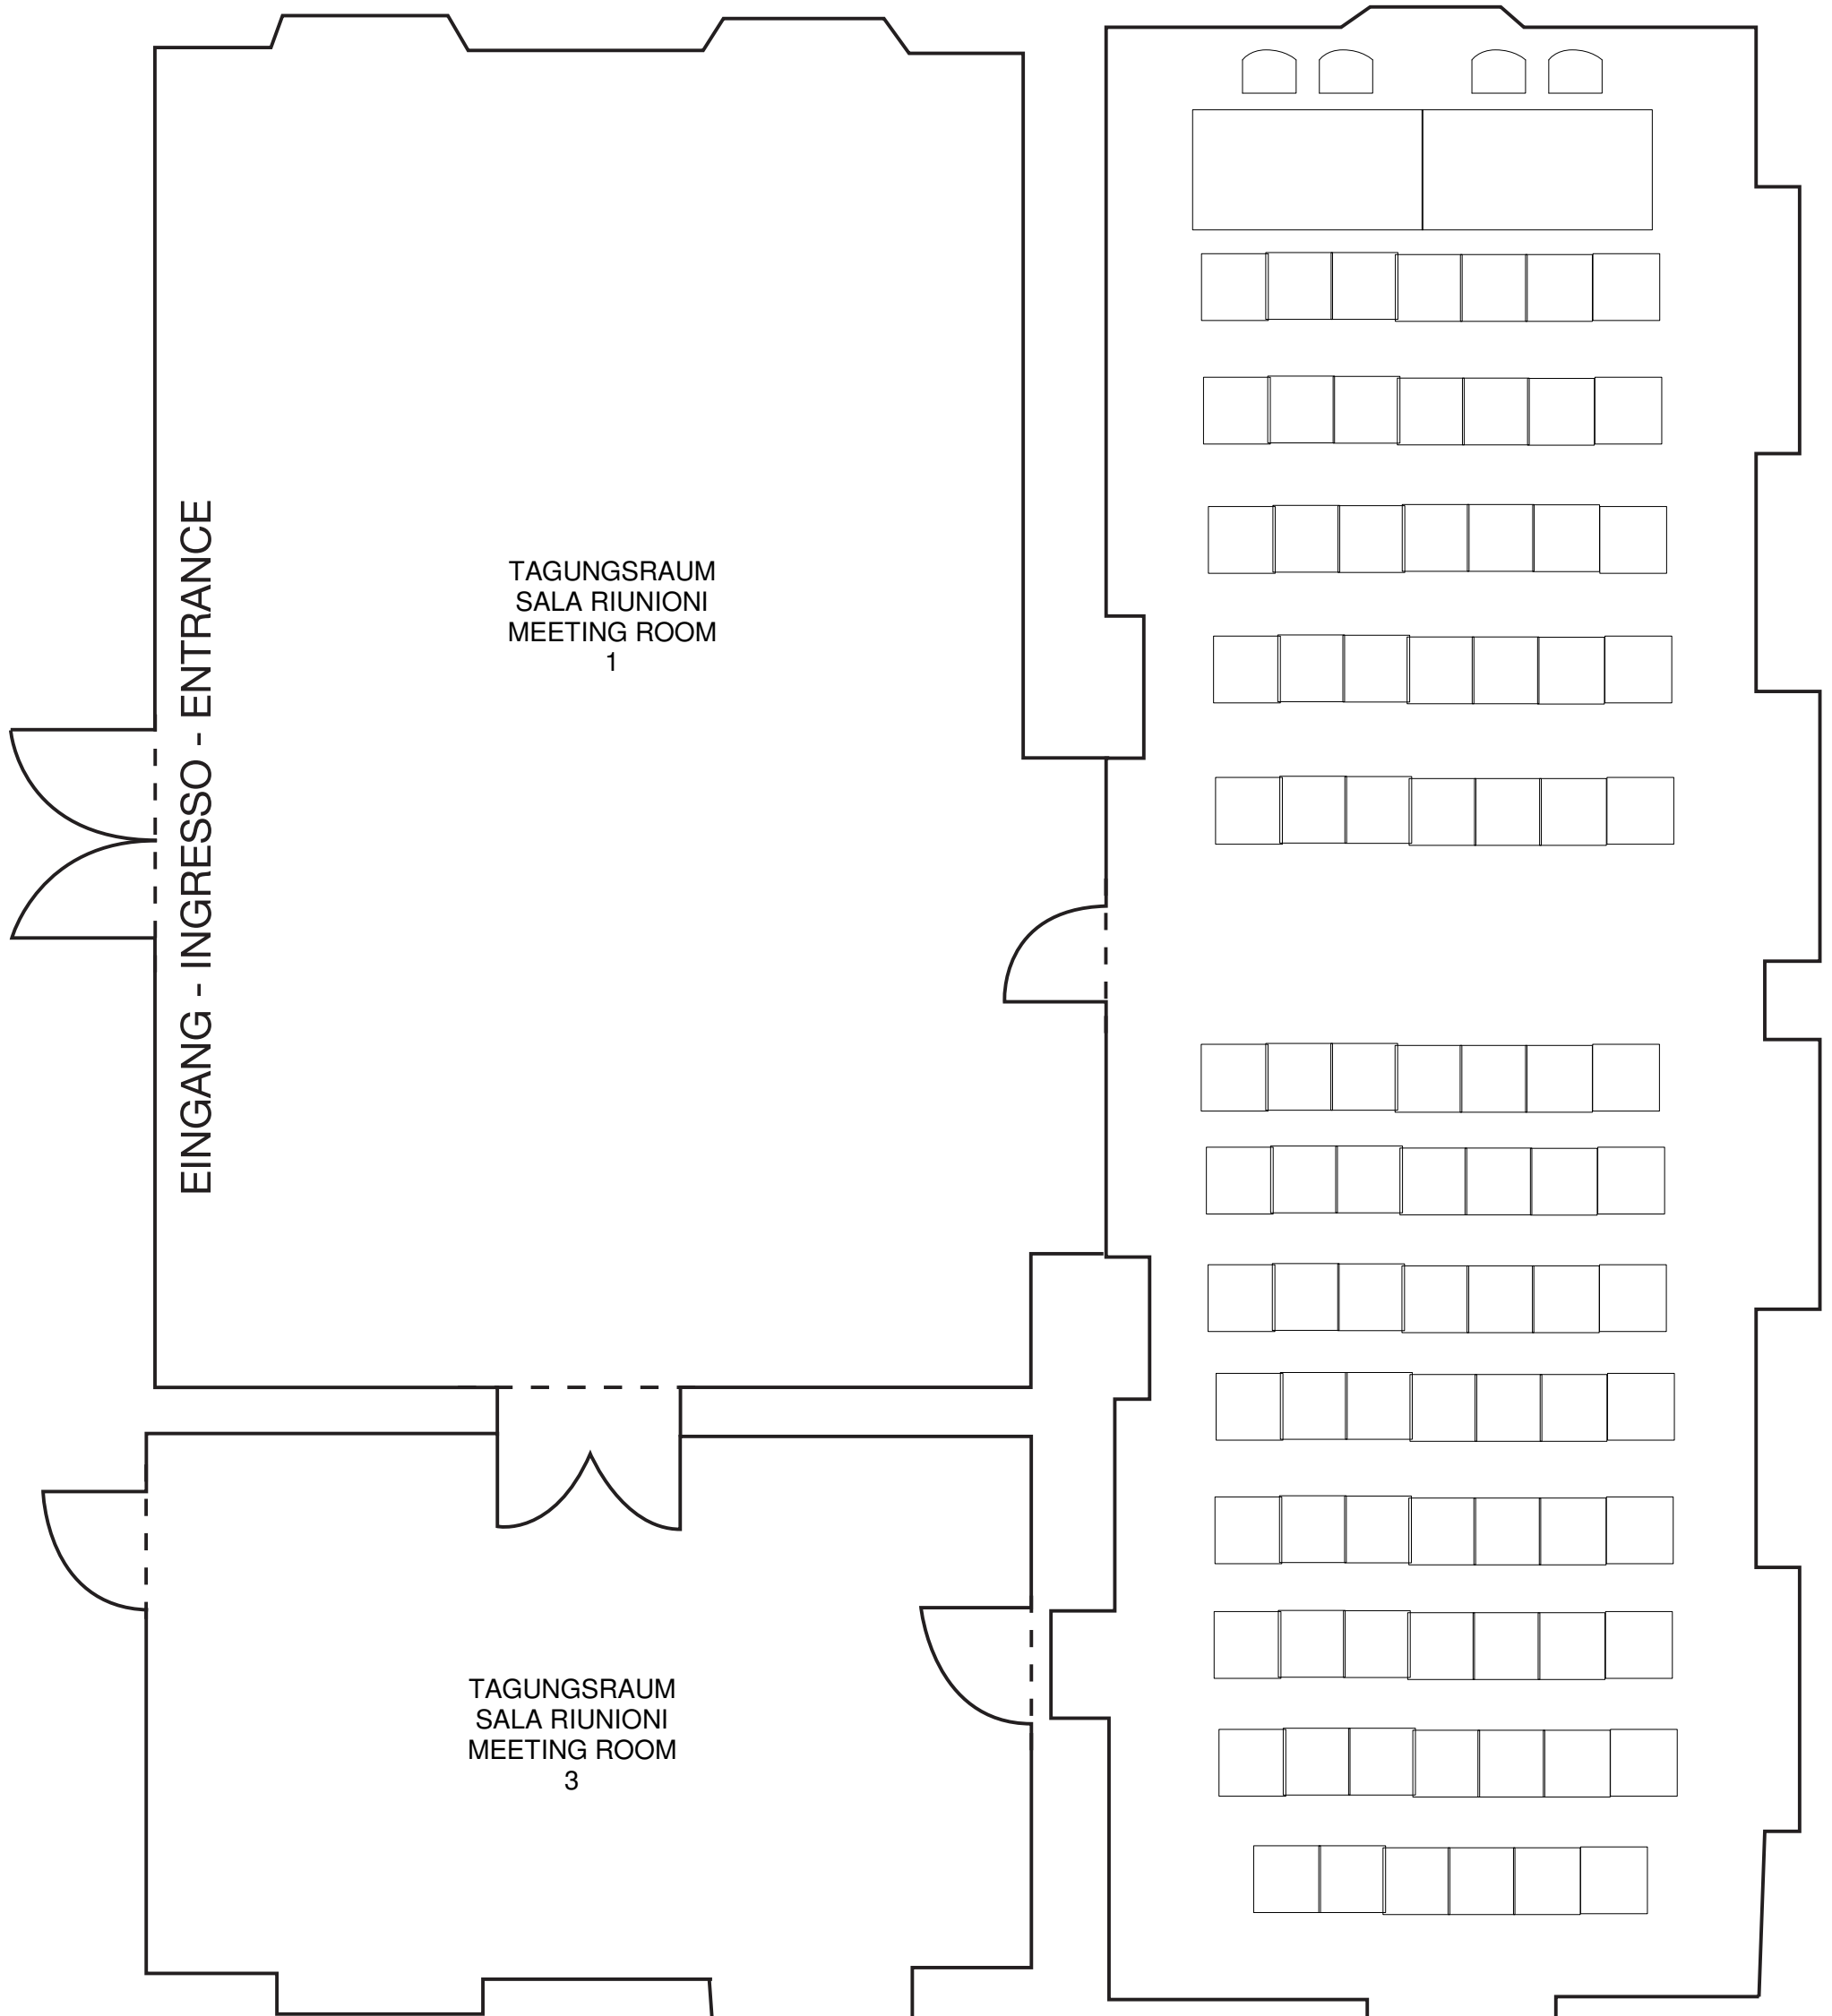 EINGANG - INGRESSO - ENTRANCE
TAGUNGSRAUM
SALA RIUNIONI
MEETING ROOM
1
TAGUNGSRAUM
SALA RIUNIONI
MEETING ROOM
3